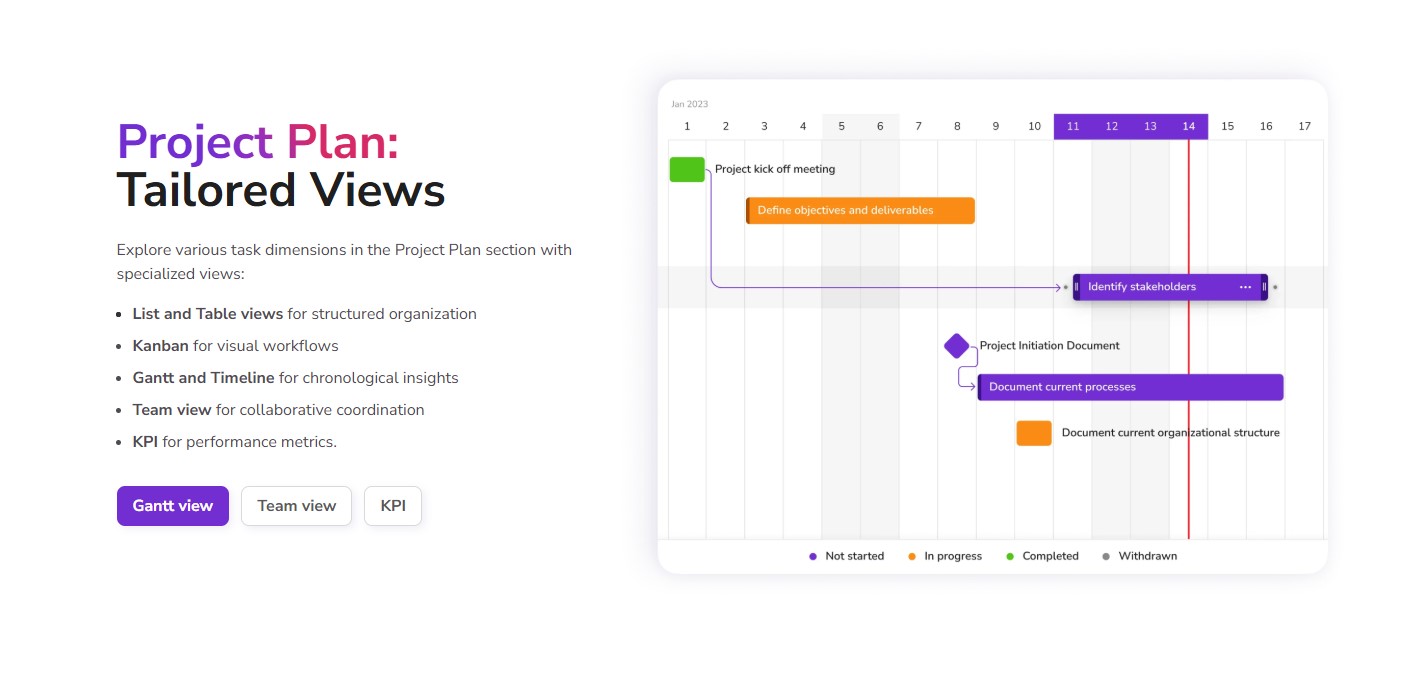 Project Plan:
Tailored Views
Explore various task dimensions in the Project Plan section with
specialized views:
List and Table views for structured organization
Kanban for visual workflows
Gantt and Timeline for chronological insights
Team view for collaborative coordination
KPI for performance metrics.
Gantt view Team view KPI
Jan 2023
1 2 3 4 5 6 7 8 9 10 11 12 13 14 15 16 17
Project kick off meeting
Define objectives and deliverables
Identify stakeholders
Project Initiation Document
Document current processes
Document current organizational structure
Not started In progress Completed Withdrawn